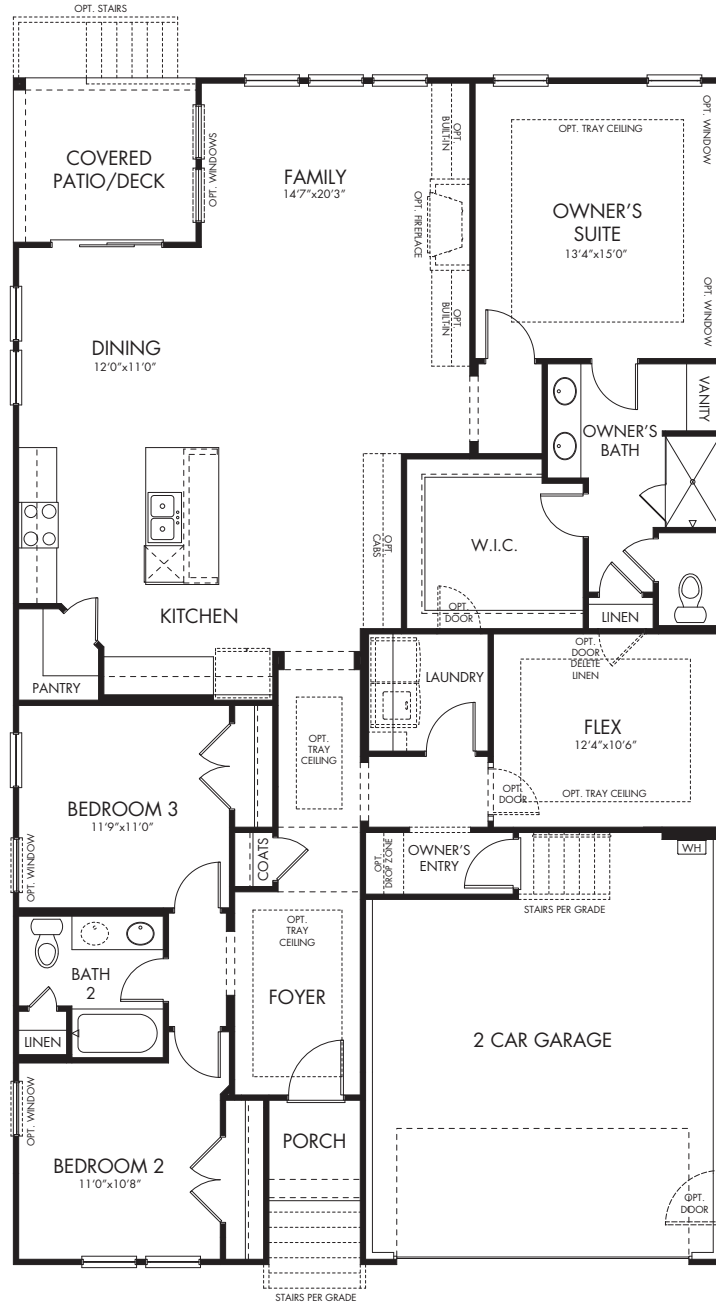 OPT. STAIRS
COVERED
PATIO/DECK
OPT. WINDOWS
FAMILY
14'7"x20'3"
OPT.
BUILT-IN
OPT. FIREPLACE
OPT.
BUILT-IN
OPT. TRAY CEILING
OPT. WINDOW
OWNER'S
SUITE
13'4"x15'0"
OPT. WINDOW
DINING
12'0"x11'0"
VANITY
OWNER'S
BATH
OPT.
CABS
W.I.C.
OPT.
DOOR
LINEN
KITCHEN
PANTRY
LAUNDRY
OPT.
DOOR
DELETE
LINEN
FLEX
12'4"x10'6"
OPT. TRAY CEILING
OPT.
DOOR
OPT.
TRAY
CEILING
BEDROOM 3
11'9"x11'0"
OPT. WINDOW
COATS
OPT.
DROP ZONE
OWNER'S
ENTRY
WH
STAIRS PER GRADE
OPT.
TRAY
CEILING
BATH
2
LINEN
FOYER
2 CAR GARAGE
OPT. WINDOW
BEDROOM 2
11'0"x10'8"
PORCH
OPT.
DOOR
STAIRS PER GRADE